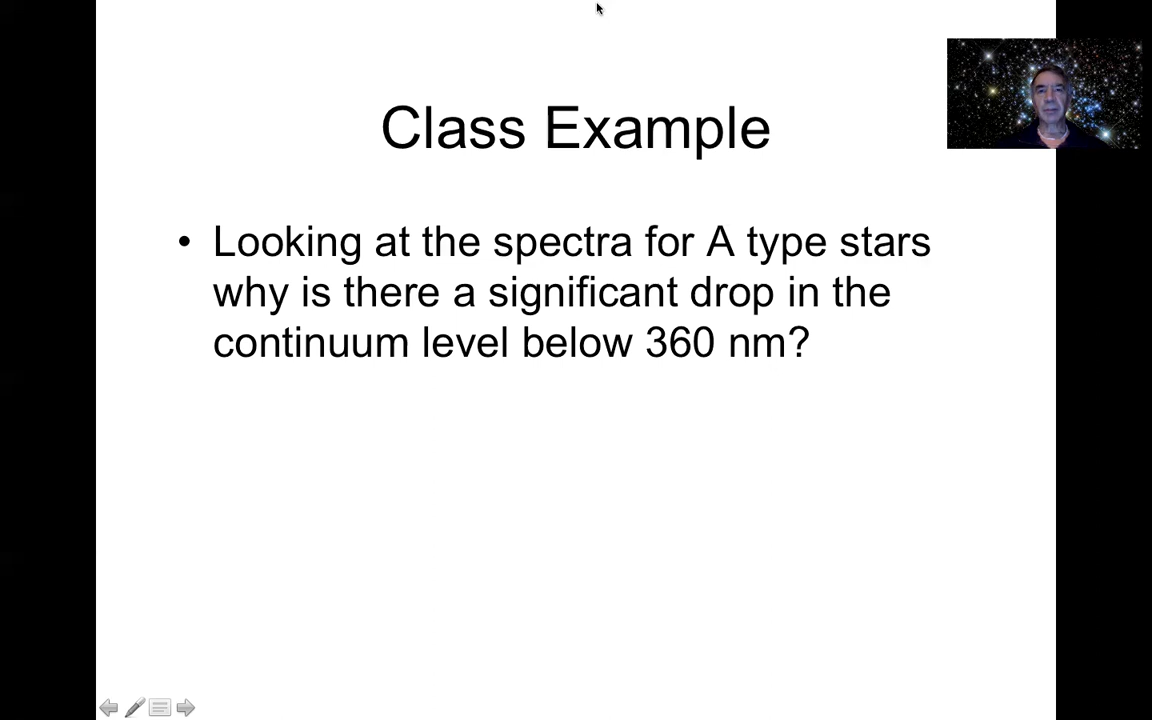 Class Example
• Looking at the spectra for A type stars
why is there a significant drop in the
continuum level below 360 nm?